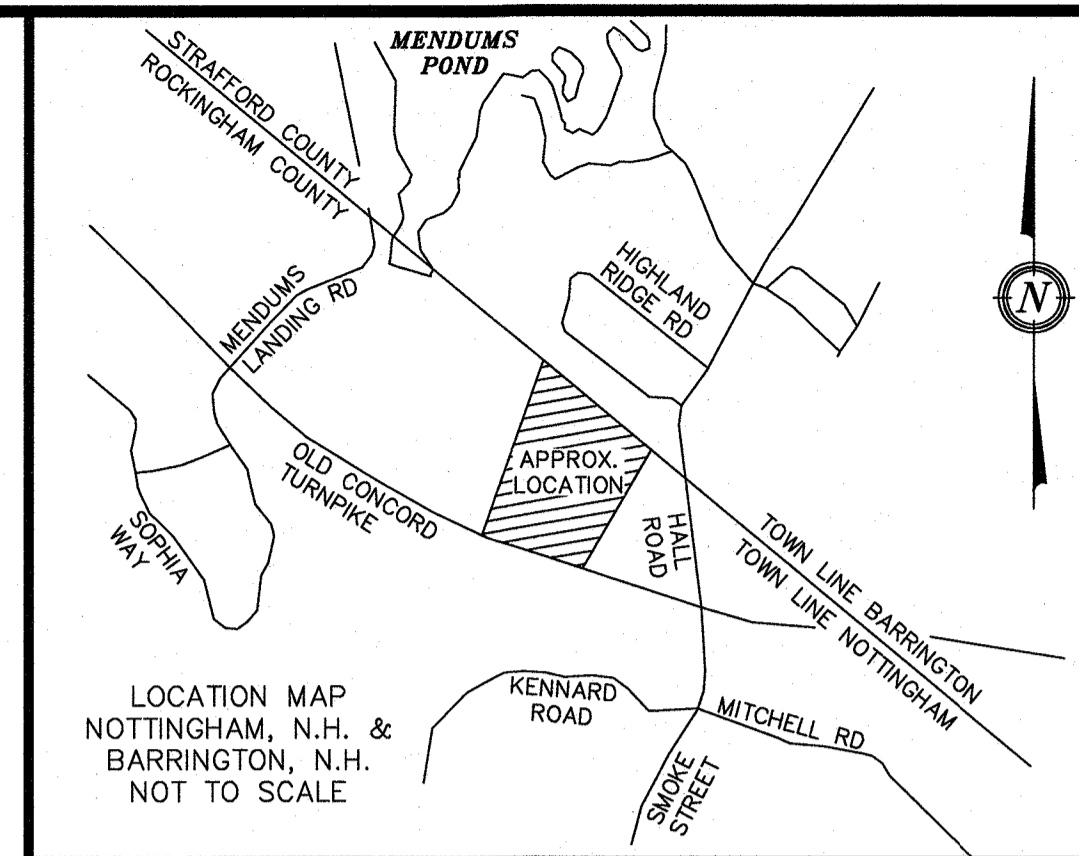 MENDUMS
POND
STRAFFORD COUNTY
ROCKINGHAM COUNTY
HIGHLAND
RIDGE RD
N
MENDUMS
LANDING RD
APPROX.
LOCATION
OLD CONCORD
TURNPIKE
SOPHIA
WAY
HALL
ROAD
TOWN LINE BARRINGTON
TOWN LINE NOTTINGHAM
KENNARD
ROAD
MITCHELL RD
SMOKE
STREET
LOCATION MAP
NOTTINGHAM, N.H. &
BARRINGTON, N.H.
NOT TO SCALE